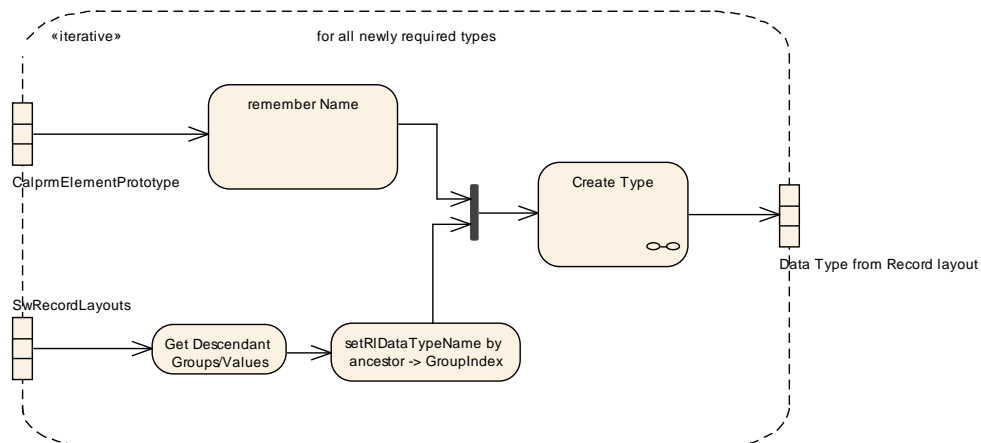 «iterative»
for all newly required types
remember Name
CalprmElementPrototype
Create Type
Data Type from Record layout
SwRecordLayouts
Get Descendant
Groups/Values
setRlDataTypeName by
ancestor -> GroupIndex